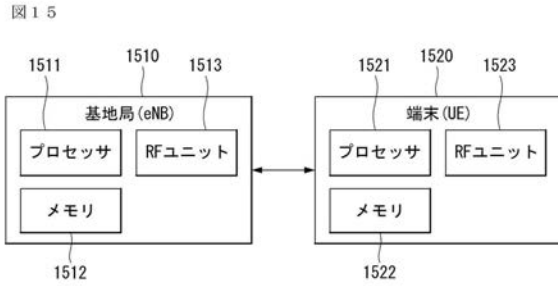 図15
1510
1520
1511
1513
1521
1523
基地局(eNB)
端末(UE)
プロセッサ
RFユニット
プロセッサ
RFユニット
メモリ
メモリ
1512
1522